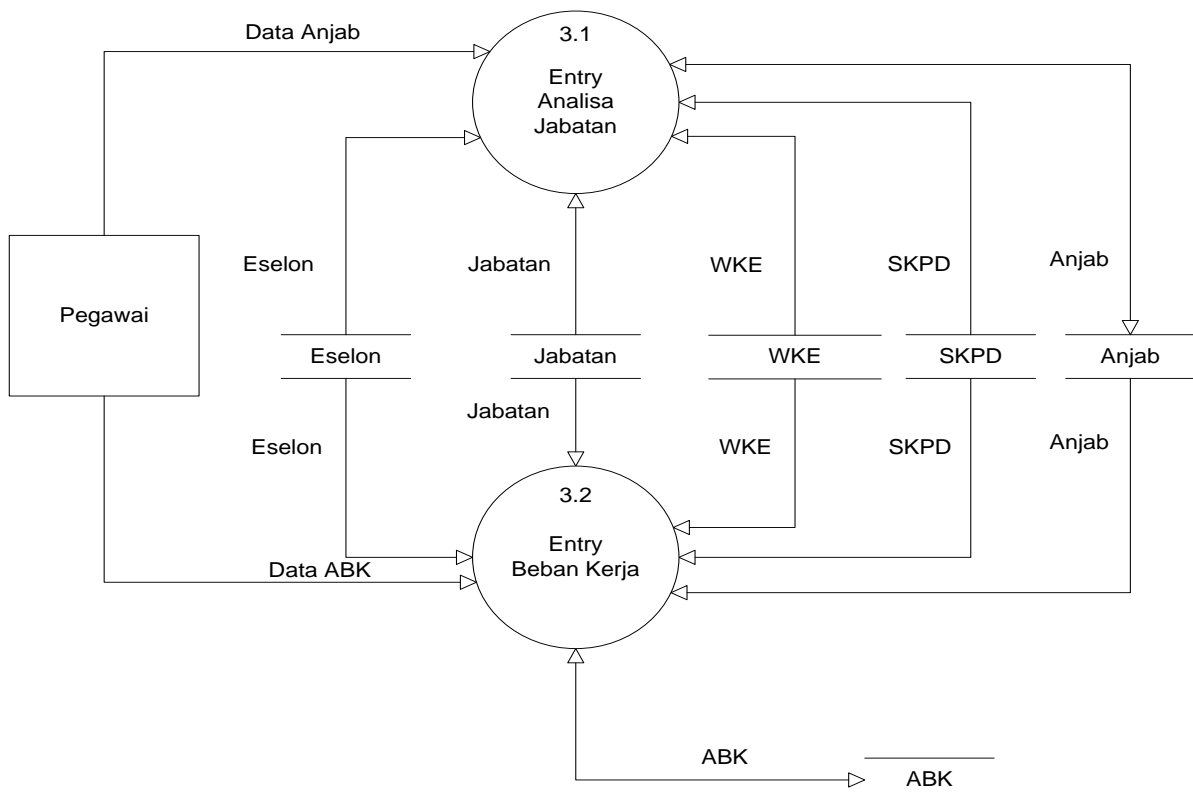 Data Anjab
3.1
Entry
Analisa
Jabatan
Pegawai
Eselon
Jabatan
WKE
SKPD
Anjab
Eselon
Jabatan
WKE
SKPD
Anjab
Eselon
Jabatan
WKE
SKPD
Anjab
3.2
Entry
Beban Kerja
Data ABK
ABK
ABK